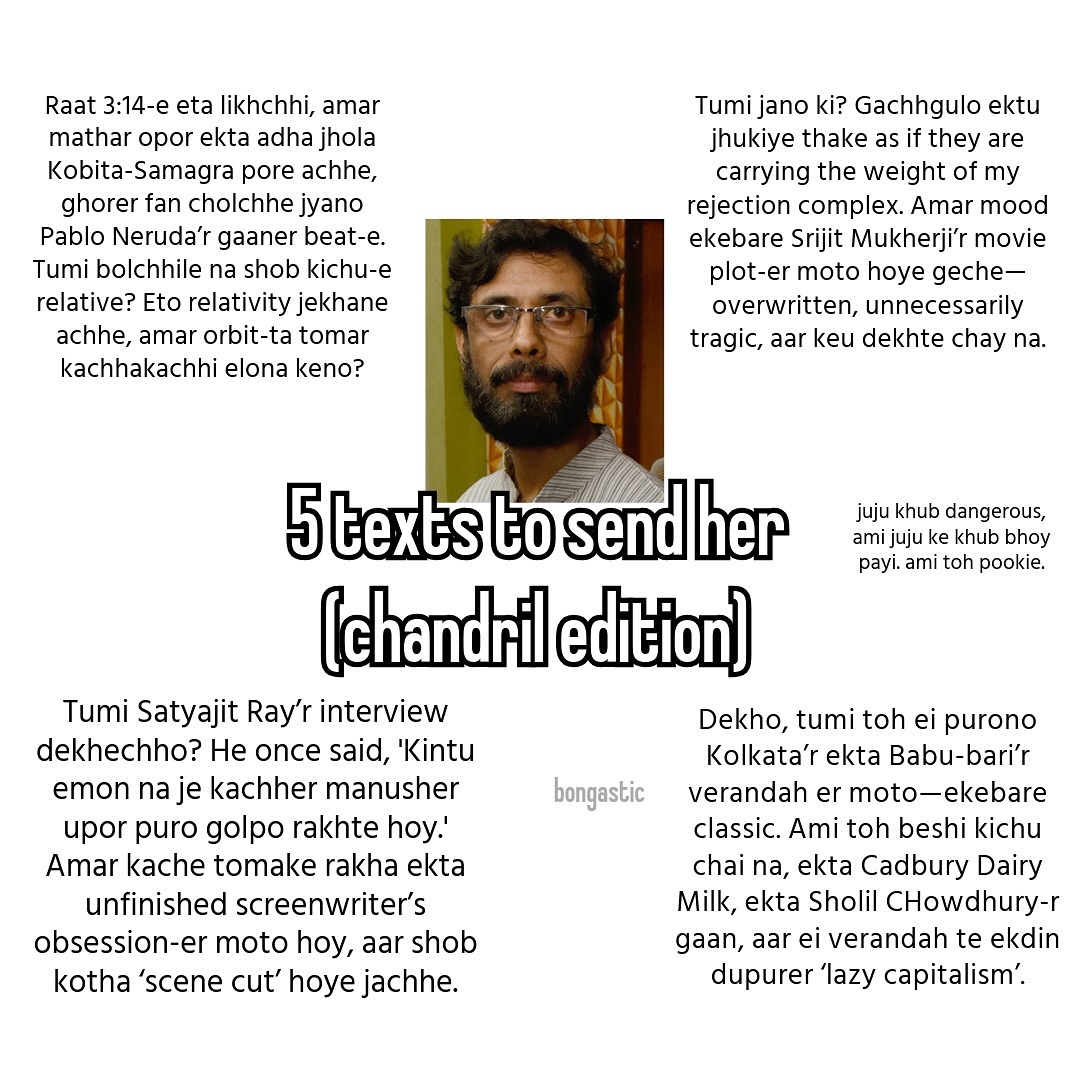 Raat 3:14-e eta likhchhi, amar
mathar opor ekta adha jhola
Kobita-Samagra pore achhe,
ghorer fan cholchhe jyano
Pablo Neruda’r gaaner beat-e.
Tumi bolchhile na shob kichu-e
relative? Eto relativity jekhane
achhe, amar orbit-ta tomar
kachhakachhi elona keno?
Tumi jano ki? Gachhgulo ektu
jhukiye thake as if they are
carrying the weight of my
rejection complex. Amar mood
ekebare Srijit Mukherji’r movie
plot-er moto hoye geche—
overwritten, unnecessarily
tragic, aar keu dekhte chay na.
5 texts to send her
(chandril edition)
juju khub dangerous,
ami juju ke khub bhoy
payi. ami toh pookie.
Tumi Satyajit Ray’r interview
dekhechho? He once said, 'Kintu
emon na je kachher manusher
upor puro golpo rakhte hoy.'
Amar kache tomake rakha ekta
unfinished screenwriter’s
obsession-er moto hoy, aar shob
kotha ‘scene cut’ hoye jachhe.
bongastic
Dekho, tumi toh ei purono
Kolkata’r ekta Babu-bari’r
verandah er moto—ekebare
classic. Ami toh beshi kichu
chai na, ekta Cadbury Dairy
Milk, ekta Sholil CHowdhury-r
gaan, aar ei verandah te ekdin
dupurer ‘lazy capitalism’.